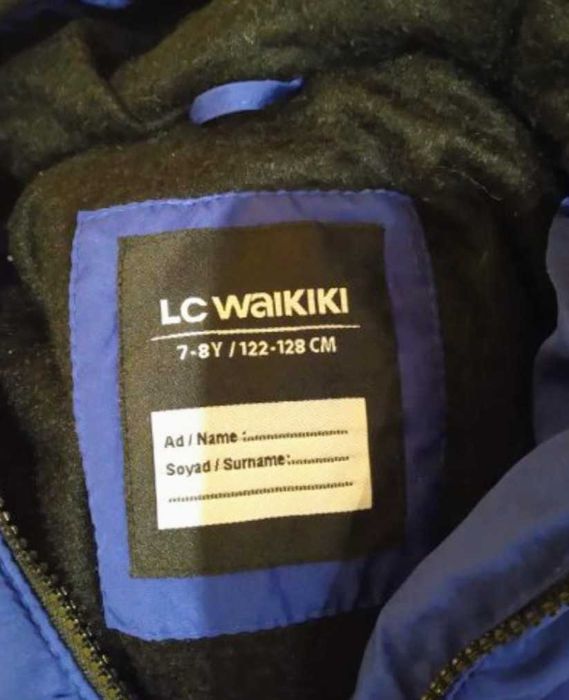 LC WAIKIKI
7-8Y / 122-128 CM
Ad / Name :
Soyad / Surname: